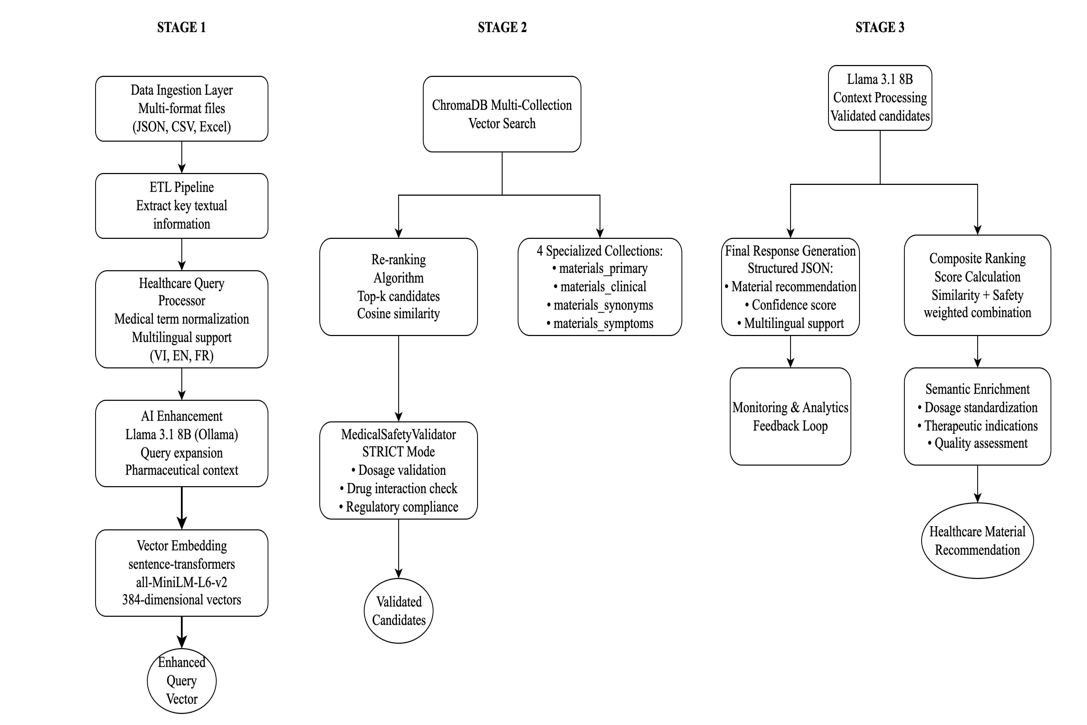 STAGE 1
Data Ingestion Layer
Multi-format files
(JSON, CSV, Excel)
ETL Pipeline
Extract key textual
information
Healthcare Query
Processor
Medical term normalization
Multilingual support
(VI, EN, FR)
AI Enhancement
Llama 3.1 8B (Ollama)
Query expansion
Pharmaceutical context
Vector Embedding
sentence-transformers
all-MiniLM-L6-v2
384-dimensional vectors
Enhanced
Query
Vector
STAGE 2
ChromaDB Multi-Collection
Vector Search
Re-ranking
Algorithm
Top-k candidates
Cosine similarity
4 Specialized Collections:
• materials_primary
• materials_clinical
• materials_synonyms
• materials_symptoms
MedicalSafetyValidator
STRICT Mode
• Dosage validation
• Drug interaction check
• Regulatory compliance
Validated
Candidates
STAGE 3
Llama 3.1 8B
Context Processing
Validated candidates
Final Response Generation
Structured JSON:
• Material recommendation
• Confidence score
• Multilingual support
Monitoring & Analytics
Feedback Loop
Composite Ranking
Score Calculation
Similarity + Safety
weighted combination
Semantic Enrichment
• Dosage standardization
• Therapeutic indications
• Quality assessment
Healthcare Material
Recommendation